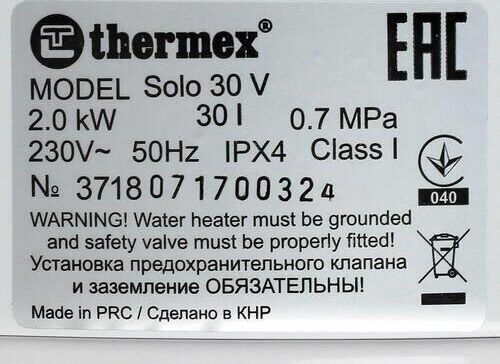 thermex®
EAC
MODEL Solo 30 V
2.0 kW 30 l 0.7 MPa
230V~ 50Hz IPX4 Class I
№ 3718071700324
040
WARNING! Water heater must be grounded
and safety valve must be properly fitted!
Установка предохранительного клапана
и заземление ОБЯЗАТЕЛЬНЫ!
Made in PRC / Сделано в КНР